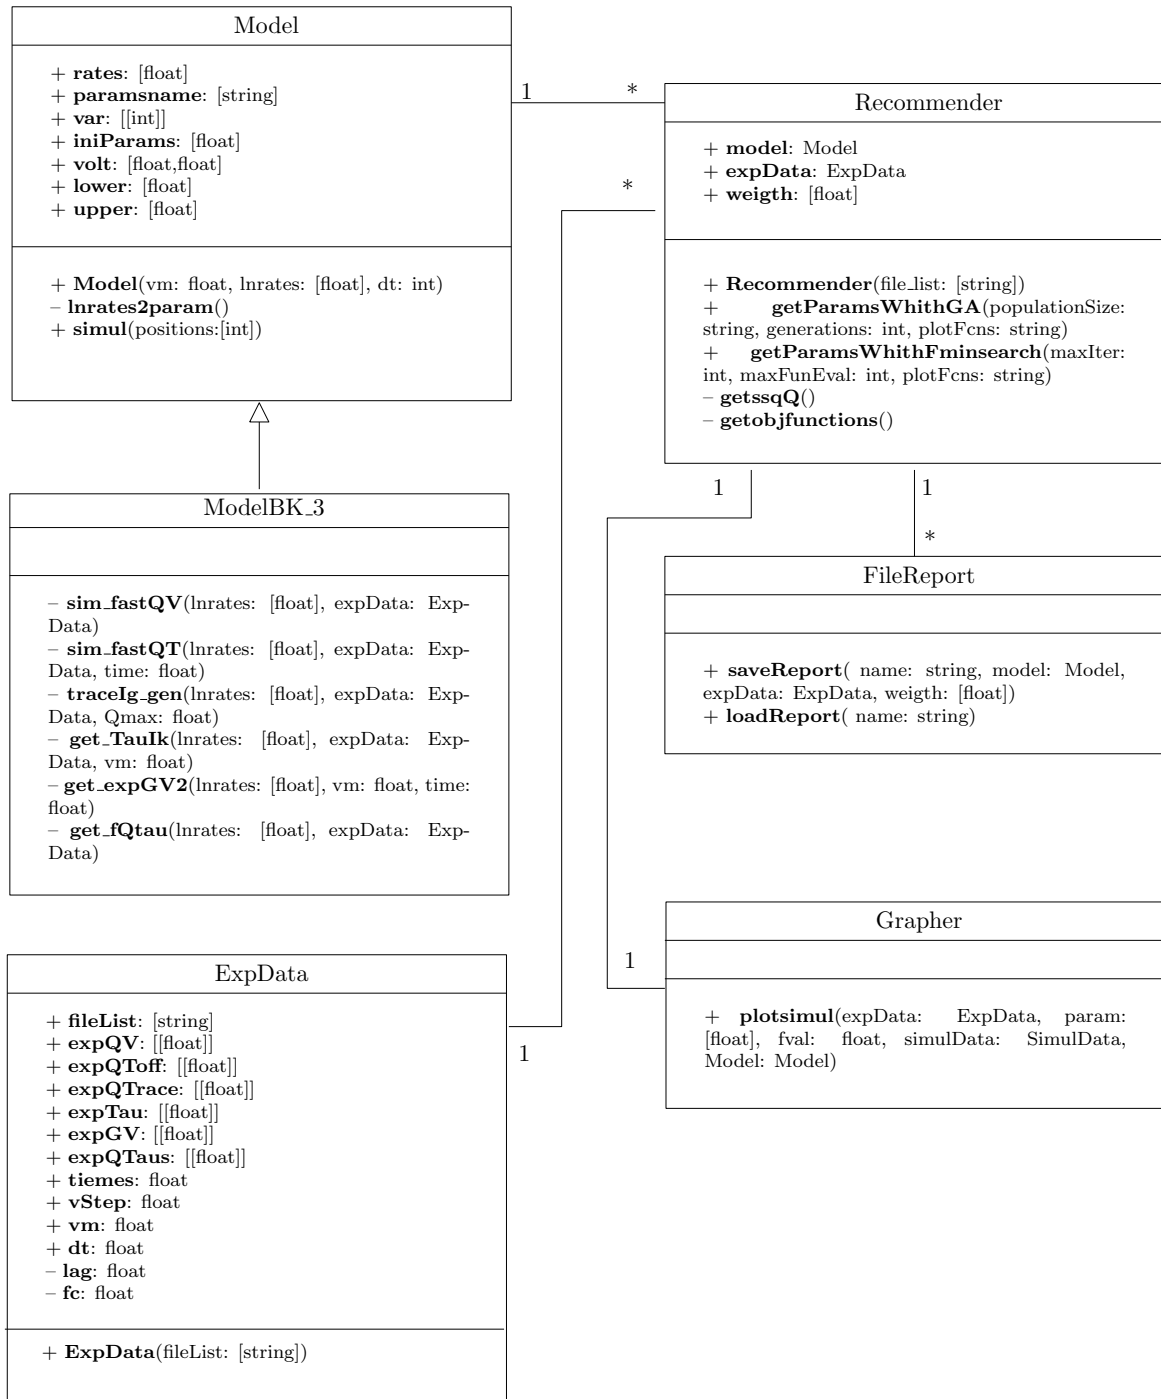 Model
+ rates: [float]
+ paramsname: [string]
+ var: [[int]]
+ iniParams: [float]
+ volt: [float,float]
+ lower: [float]
+ upper: [float]
+ Model(vm: float, lnrates: [float], dt: int)
– lnrates2param()
+ simul(positions:[int])
1
*
*
Recommender
+ model: Model
+ expData: ExpData
+ weigth: [float]
+ Recommender(file_list: [string])
+ getParamsWhithGA(populationSize:
string, generations: int, plotFcns: string)
+ getParamsWhithFminsearch(maxIter:
int, maxFunEval: int, plotFcns: string)
– getssqQ()
– getobjfunctions()
1
1
*
ModelBK_3
– sim_fastQV(lnrates: [float], expData: Exp-
Data)
– sim_fastQT(lnrates: [float], expData: Exp-
Data, time: float)
– traceIg_gen(lnrates: [float], expData: Exp-
Data, Qmax: float)
– get_TauIk(lnrates: [float], expData: Exp-
Data, vm: float)
– get_expGV2(lnrates: [float], vm: float, time:
float)
– get_fQtau(lnrates: [float], expData: Exp-
Data)
FileReport
+ saveReport( name: string, model: Model,
expData: ExpData, weigth: [float])
+ loadReport( name: string)
Grapher
1
+ plotsimul(expData: ExpData, param:
[float], fval: float, simulData: SimulData,
Model: Model)
ExpData
1
+ fileList: [string]
+ expQV: [[float]]
+ expQToff: [[float]]
+ expQTrace: [[float]]
+ expTau: [[float]]
+ expGV: [[float]]
+ expQTaus: [[float]]
+ tiemes: float
+ vStep: float
+ vm: float
+ dt: float
– lag: float
– fc: float
+ ExpData(fileList: [string])